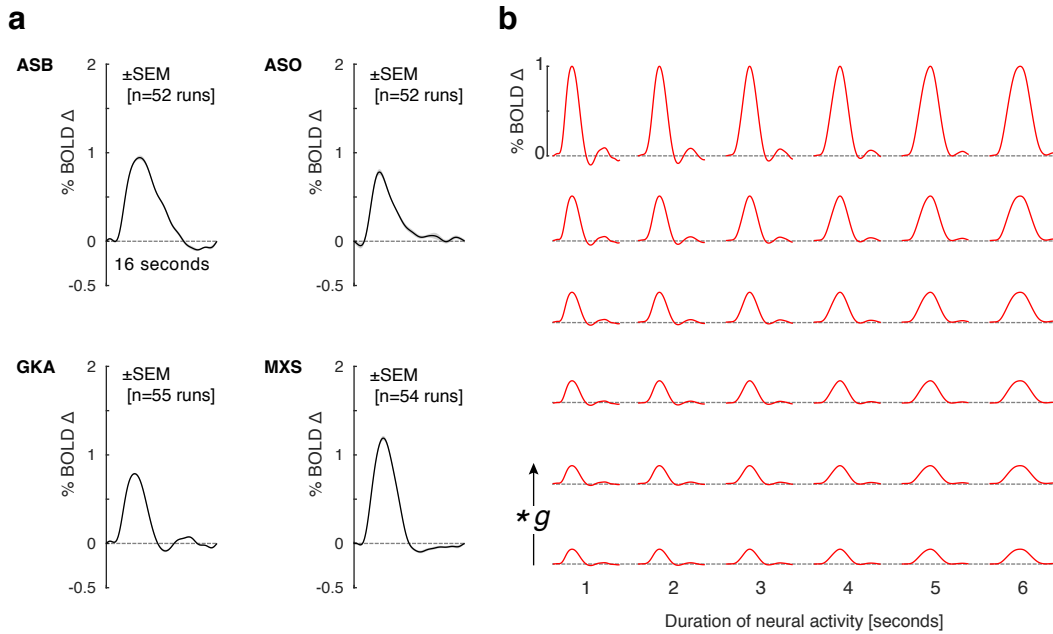 a
ASB
2
1
0
-0.5
% BOLD Δ
±SEM
[n=52 runs]
16 seconds
ASO
2
1
0
-0.5
% BOLD Δ
±SEM
[n=52 runs]
GKA
2
1
0
-0.5
% BOLD Δ
±SEM
[n=55 runs]
MXS
2
1
0
-0.5
% BOLD Δ
±SEM
[n=54 runs]
b
1
0
% BOLD Δ
* g
1 2 3 4 5 6
Duration of neural activity [seconds]